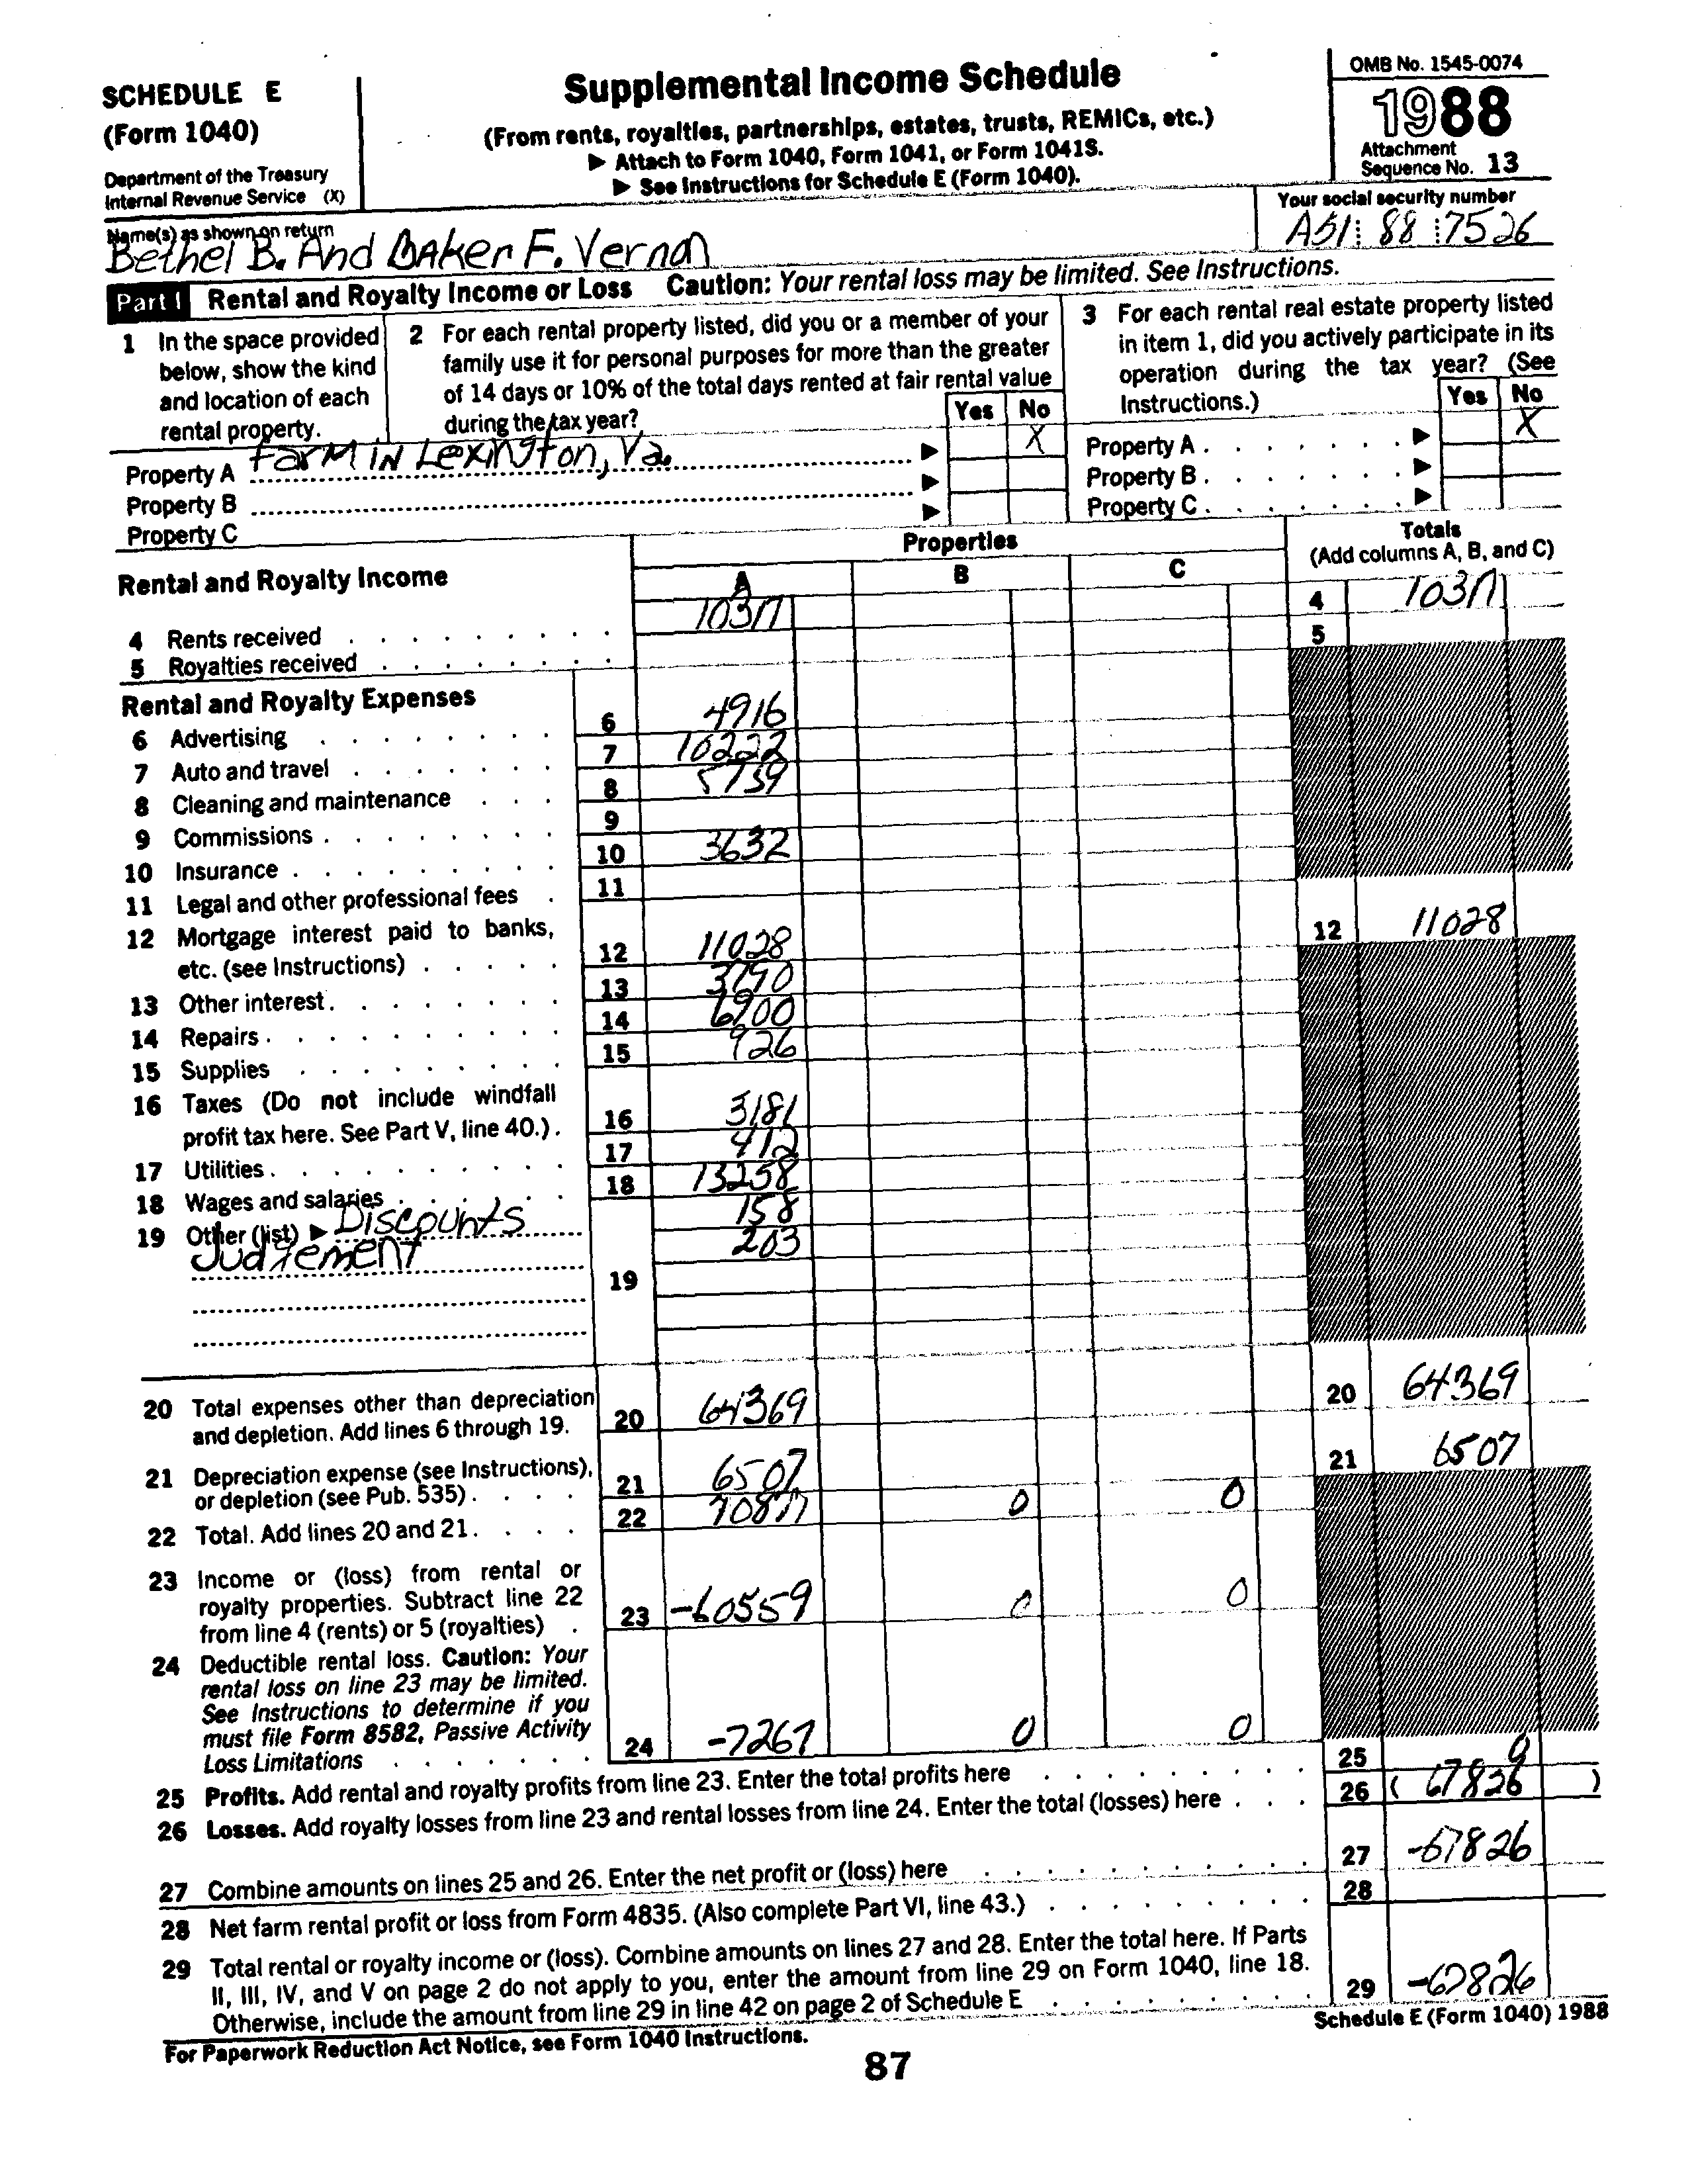 SCHEDULE E
(Form 1040)
Department of the Treasury
Internal Revenue Service (X)
Supplemental Income Schedule
(From rents, royalties, partnerships, estates, trusts, REMICs, etc.)
▶ Attach to Form 1040, Form 1041, or Form 1041S.
▶ See Instructions for Schedule E (Form 1040).
OMB No. 1545-0074
1988
Attachment
Sequence No. 13
Name(s) as shown on return
Bethel B. And BAKer F. Vernon
Your social security number
A51 88 7526
Part I Rental and Royalty Income or Loss Caution: Your rental loss may be limited. See Instructions.
1 In the space provided
below, show the kind
and location of each
rental property.
2 For each rental property listed, did you or a member of your
family use it for personal purposes for more than the greater
of 14 days or 10% of the total days rented at fair rental value
during the tax year?
Yes No
3 For each rental real estate property listed
in item 1, did you actively participate in its
operation during the tax year? (See
Instructions.)
Yes No
Property A Farm in Lexington, Va. ▶ X Property A . . . . . . ▶ X
Property B ▶ Property B . . . . . . ▶
Property C ▶ Property C . . . . . . ▶
Properties
Totals
(Add columns A, B, and C)
Rental and Royalty Income
A B C
4 Rents received . . . . . . . . . 10317 4 10317
5 Royalties received . . . . . . . . 5
Rental and Royalty Expenses
6 Advertising . . . . . . . . 6 4916
7 Auto and travel . . . . . . . 7 10222
8 Cleaning and maintenance . . . 8 5739
9 Commissions . . . . . . . . 9
10 Insurance . . . . . . . . . 10 3632
11 Legal and other professional fees . 11
12 Mortgage interest paid to banks,
etc. (see Instructions) . . . . . 12 11028 12 11028
13 Other interest . . . . . . . . 13 3790
14 Repairs . . . . . . . . . . 14 6900
15 Supplies . . . . . . . . . 15 926
16 Taxes (Do not include windfall
profit tax here. See Part V, line 40.) . 16 3181
17 Utilities . . . . . . . . . . 17 412
18 Wages and salaries . . . . . . 18 13258
19 Other (list) ▶ Discounts 158
Judgement 203
19
20 Total expenses other than depreciation
and depletion. Add lines 6 through 19. 20 64369 20 64369
21 Depreciation expense (see Instructions),
or depletion (see Pub. 535) . . . . 21 6507 21 6507
22 Total. Add lines 20 and 21 . . . . 22 70877 0 0
23 Income or (loss) from rental or
royalty properties. Subtract line 22
from line 4 (rents) or 5 (royalties) . 23 -60559 0 0
24 Deductible rental loss. Caution: Your
rental loss on line 23 may be limited.
See Instructions to determine if you
must file Form 8582, Passive Activity
Loss Limitations . . . . . . . 24 -7267 0 0
25 Profits. Add rental and royalty profits from line 23. Enter the total profits here . . . . . . . . . 25 0
26 Losses. Add royalty losses from line 23 and rental losses from line 24. Enter the total (losses) here . . . 26 ( 67826 )
27 Combine amounts on lines 25 and 26. Enter the net profit or (loss) here . . . . . . . . . . . 27 -67826
28 Net farm rental profit or loss from Form 4835. (Also complete Part VI, line 43.) . . . . . . . . 28
29 Total rental or royalty income or (loss). Combine amounts on lines 27 and 28. Enter the total here. If Parts
II, III, IV, and V on page 2 do not apply to you, enter the amount from line 29 on Form 1040, line 18.
Otherwise, include the amount from line 29 in line 42 on page 2 of Schedule E . . . . . . . . . 29 -67826
For Paperwork Reduction Act Notice, see Form 1040 Instructions.
Schedule E (Form 1040) 1988
87